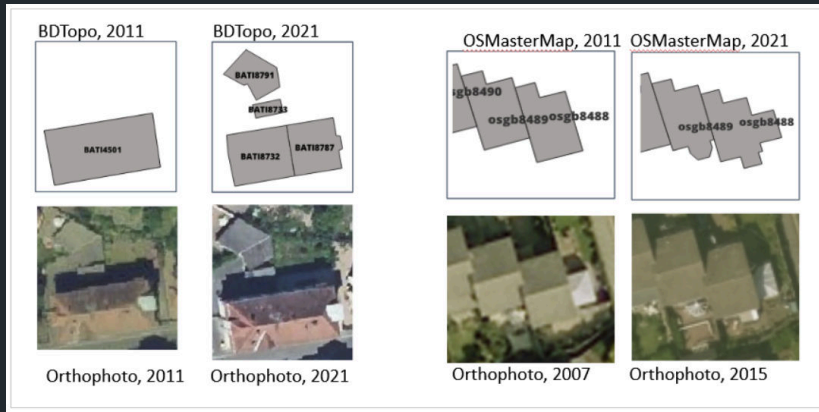 BDTopo, 2011
BDTopo, 2021
OSMasterMap, 2011
OSMasterMap, 2021
BATI4501
BATI8791
BATI8733
BATI8732
BATI8787
sgb8490
osgb8489
osgb8488
osgb8489
osgb8488
Orthophoto, 2011
Orthophoto, 2021
Orthophoto, 2007
Orthophoto, 2015